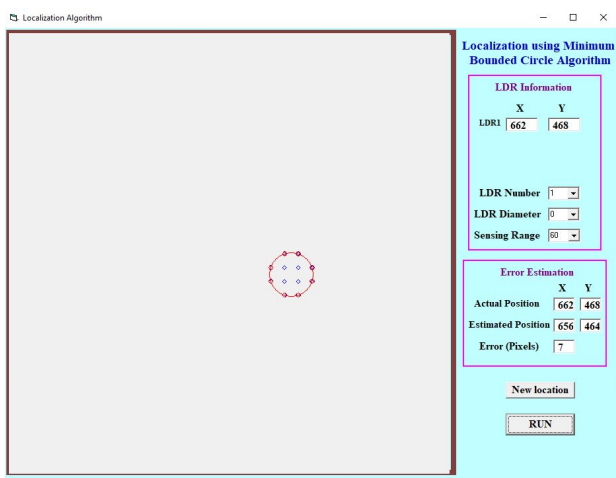 Localization Algorithm
Localization using Minimum
Bounded Circle Algorithm
LDR Information
X Y
LDR1 662 468
LDR Number 1
LDR Diameter 0
Sensing Range 60
Error Estimation
X Y
Actual Position 662 468
Estimated Position 656 464
Error (Pixels) 7
New location
RUN